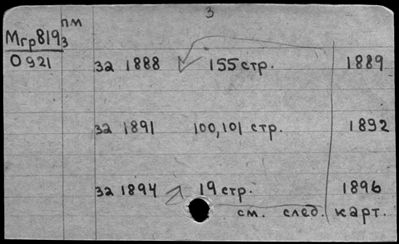 3
пм
Мгр8193
О921
за 1888 155 стр. 1889
за 1891 100,101 стр. 1892
за 1894 19 стр. 1896
см. след. карт.